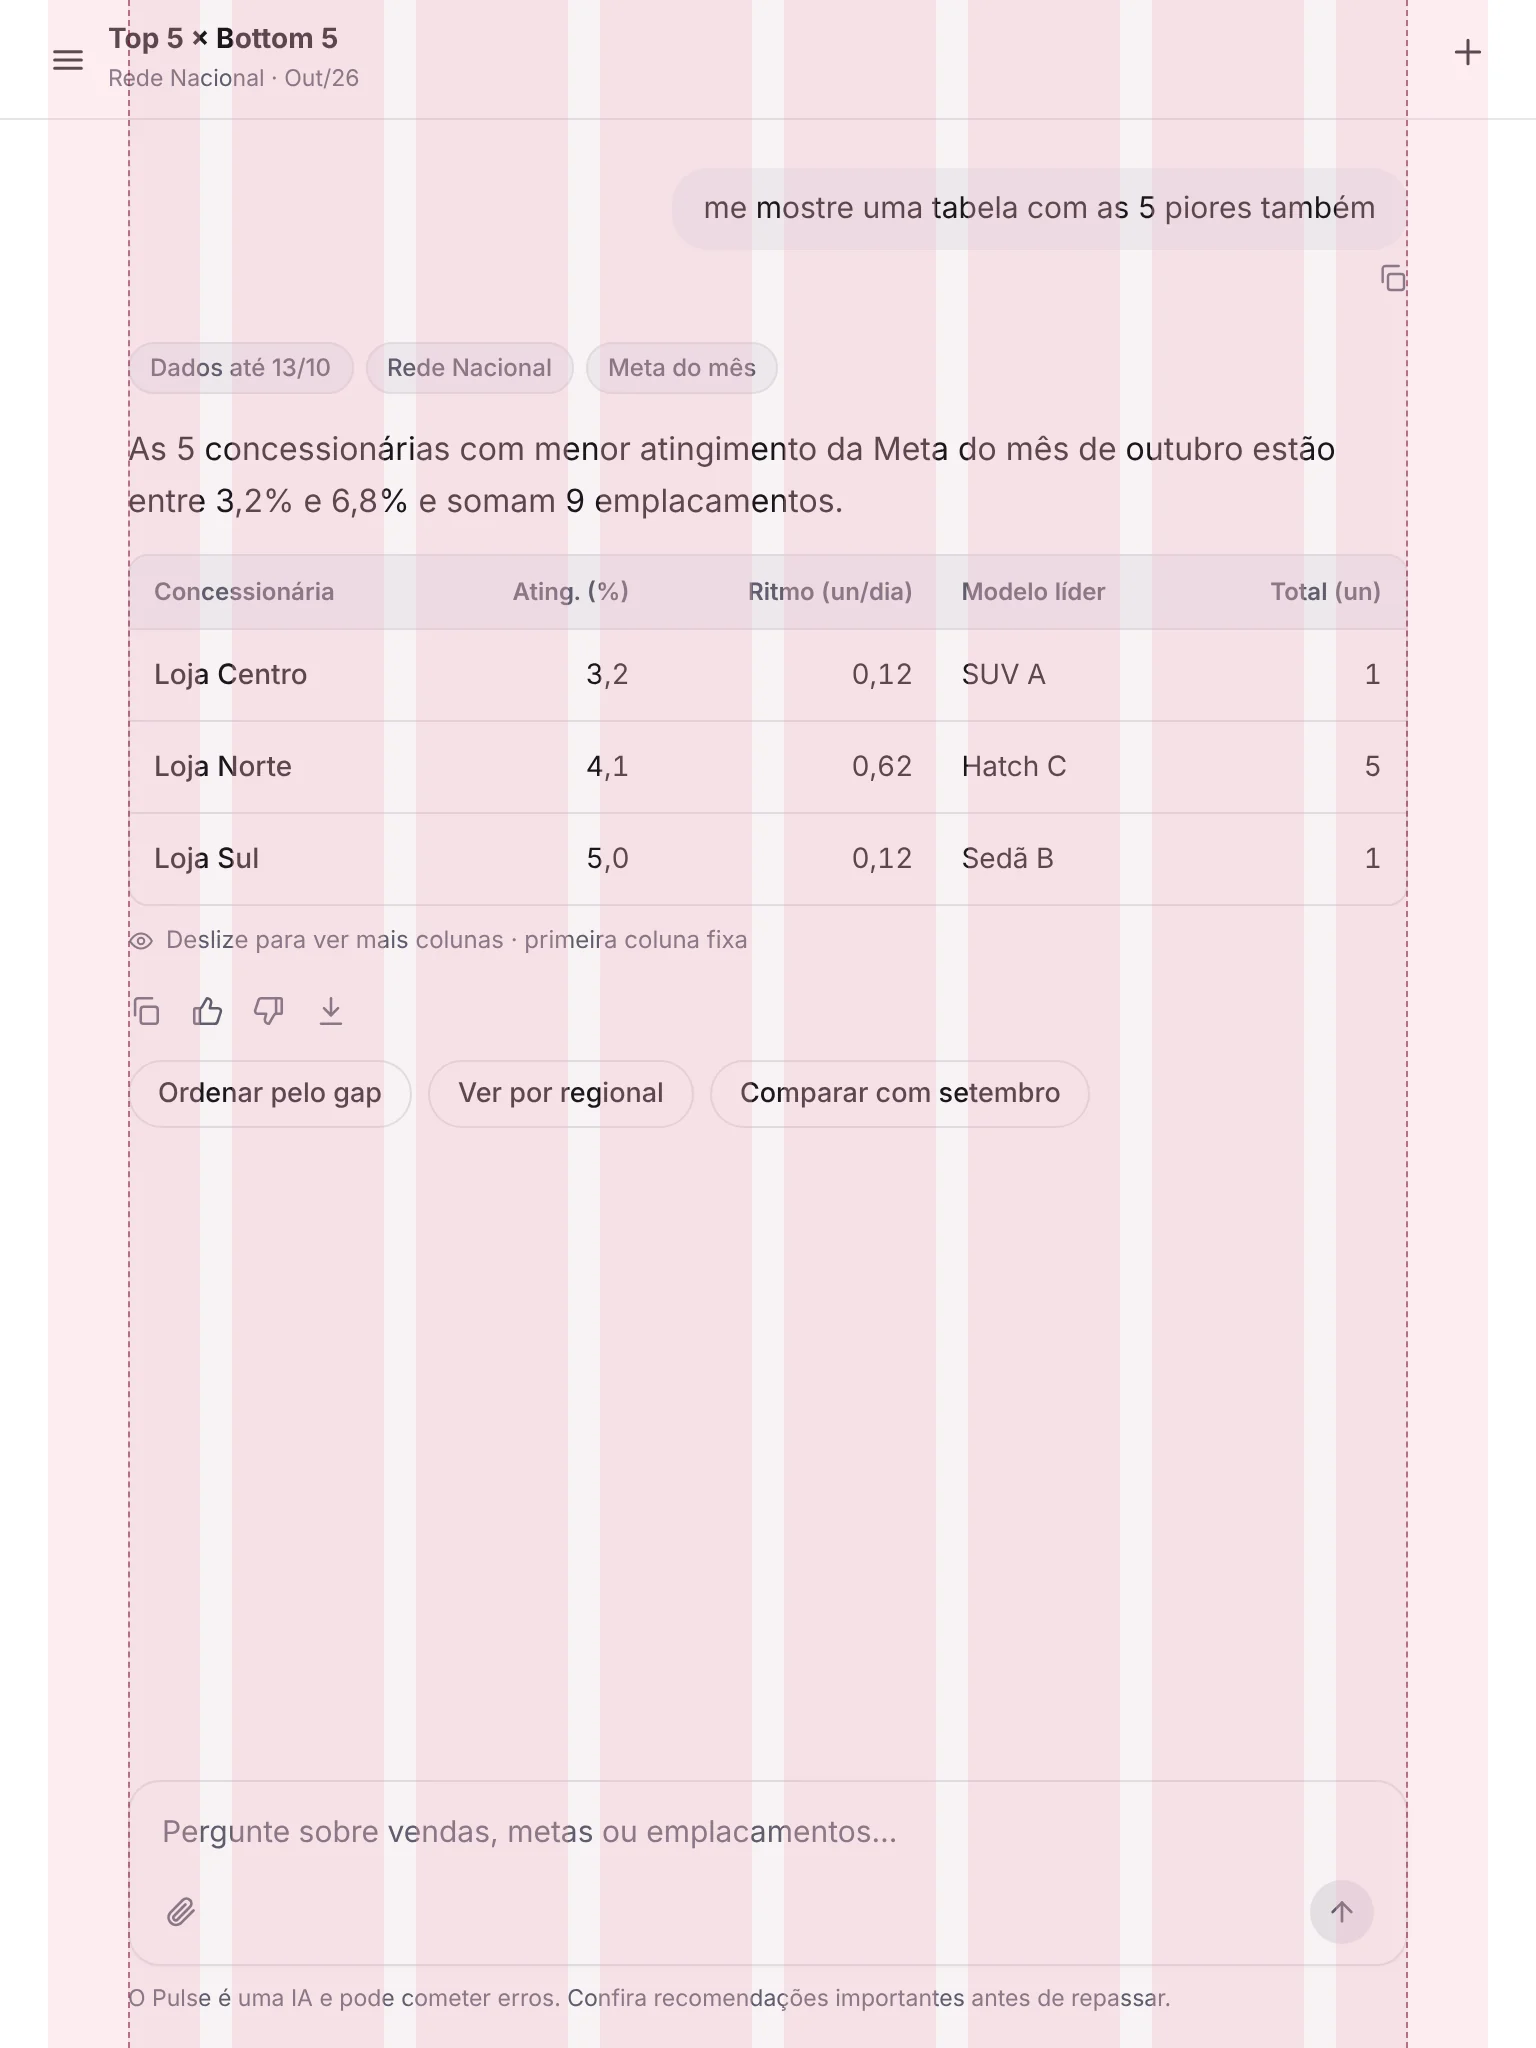 Top 5 × Bottom 5
Rede Nacional · Out/26
me mostre uma tabela com as 5 piores também
Dados até 13/10 Rede Nacional Meta do mês
As 5 concessionárias com menor atingimento da Meta do mês de outubro estão
entre 3,2% e 6,8% e somam 9 emplacamentos.
Concessionária Ating. (%) Ritmo (un/dia) Modelo líder Total (un)
Loja Centro 3,2 0,12 SUV A 1
Loja Norte 4,1 0,62 Hatch C 5
Loja Sul 5,0 0,12 Sedã B 1
Deslize para ver mais colunas · primeira coluna fixa
Ordenar pelo gap Ver por regional Comparar com setembro
Pergunte sobre vendas, metas ou emplacamentos...
O Pulse é uma IA e pode cometer erros. Confira recomendações importantes antes de repassar.